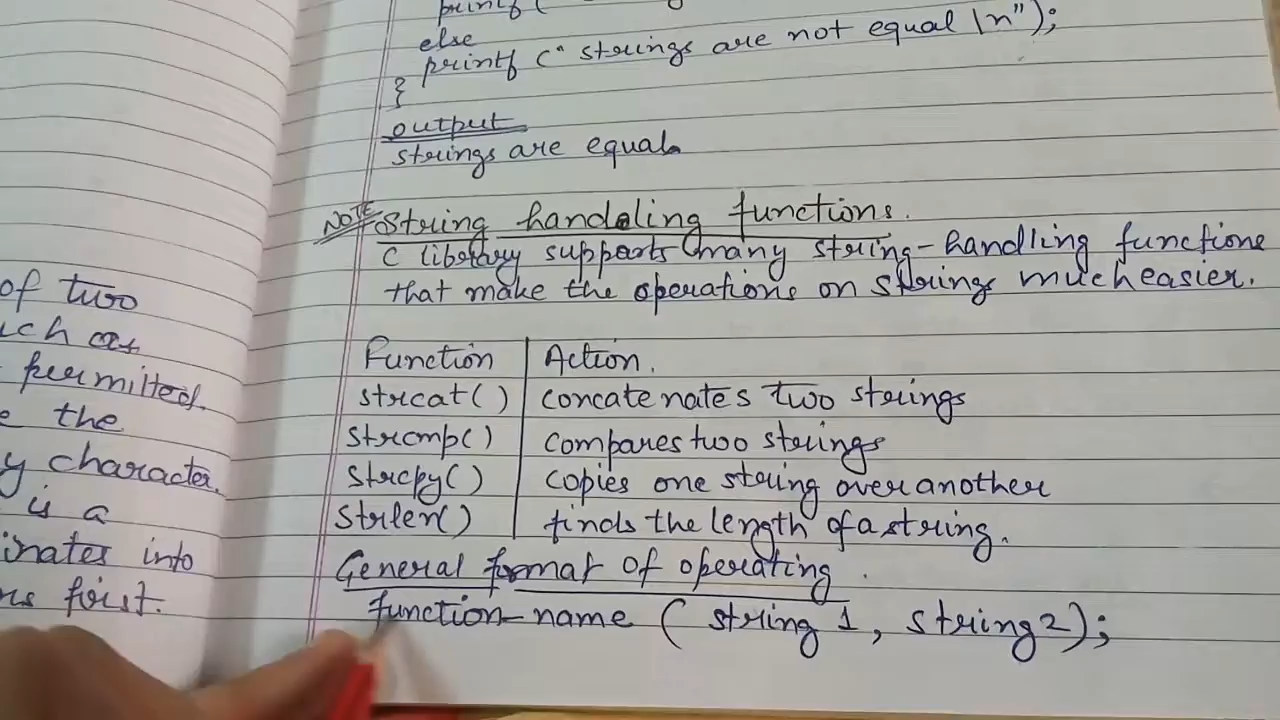 printf (
else
printf (" strings are not equal \n");
}
output
strings are equal.
NOTE String handeling functions.
C library supports many string-handling functions
that make the operations on strings much easier.
Function Action.
strcat() concatenates two strings
strcmp() compares two strings
strcpy() copies one string over another
strlen() finds the length of a string.
General format of operating
function-name ( string 1, string2);
of two
permitted.
the
character.
is a
into
first.